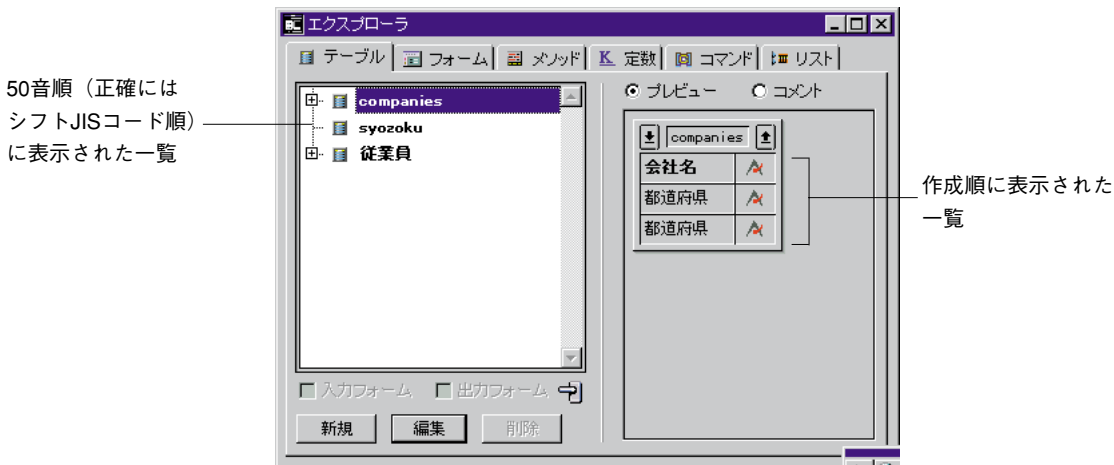 エクスプローラ
テーブル フォーム メソッド K 定数 コマンド リスト
50音順（正確には
シフトJISコード順）
に表示された一覧
companies
syozoku
従業員
プレビュー コメント
companies
会社名
都道府県
都道府県
作成順に表示された
一覧
入力フォーム 出力フォーム
新規 編集 削除